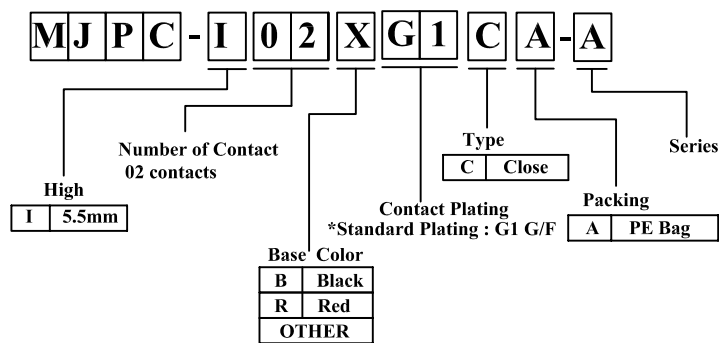 MJPC-I02XG1CA-A
Number of Contact
02 contacts
High
I 5.5mm
Base Color
B Black
R Red
OTHER
Contact Plating
*Standard Plating : G1 G/F
Type
C Close
Packing
A PE Bag
Series